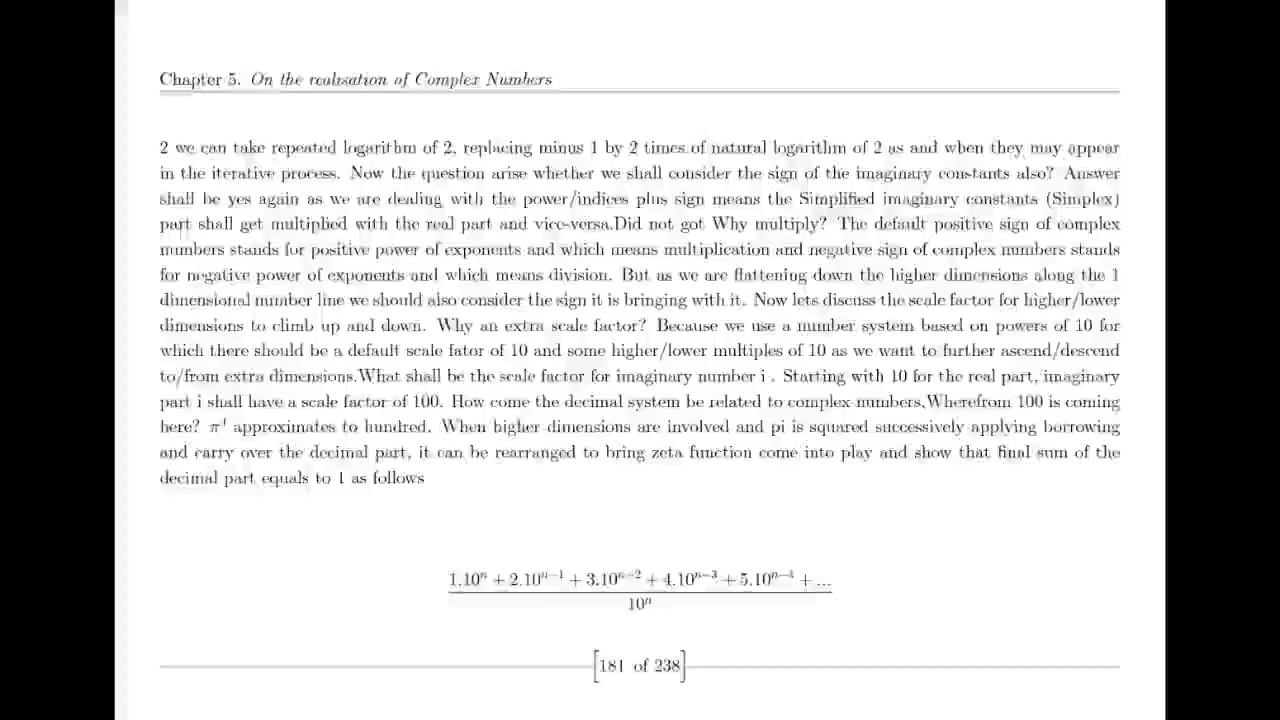 Chapter 5. On the realisation of Complex Numbers
2 we can take repeated logarithm of 2, replacing minus 1 by 2 times of natural logarithm of 2 as and when they may appear
in the iterative process. Now the question arise whether we shall consider the sign of the imaginary constants also? Answer
shall be yes again as we are dealing with the power/indices plus sign means the Simplified imaginary constants (Simplex)
part shall get multiplied with the real part and vice-versa.Did not got Why multiply? The default positive sign of complex
numbers stands for positive power of exponents and which means multiplication and negative sign of complex numbers stands
for negative power of exponents and which means division. But as we are flattening down the higher dimensions along the 1
dimensional number line we should also consider the sign it is bringing with it. Now lets discuss the scale factor for higher/lower
dimensions to climb up and down. Why an extra scale factor? Because we use a number system based on powers of 10 for
which there should be a default scale fator of 10 and some higher/lower multiples of 10 as we want to further ascend/descend
to/from extra dimensions.What shall be the scale factor for imaginary number i . Starting with 10 for the real part, imaginary
part i shall have a scale factor of 100. How come the decimal system be related to complex numbers,Wherefrom 100 is coming
here? π⁴ approximates to hundred. When higher dimensions are involved and pi is squared successively applying borrowing
and carry over the decimal part, it can be rearranged to bring zeta function come into play and show that final sum of the
decimal part equals to 1 as follows
1.10ⁿ + 2.10ⁿ⁻¹ + 3.10ⁿ⁻² + 4.10ⁿ⁻³ + 5.10ⁿ⁻⁴ + ...
10ⁿ
[181 of 238]